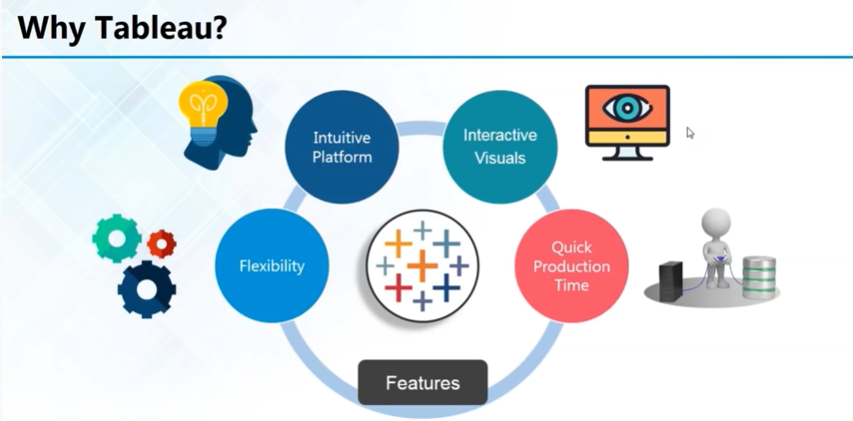 Why Tableau?
Intuitive
Platform
Interactive
Visuals
Flexibility
Quick
Production
Time
Features